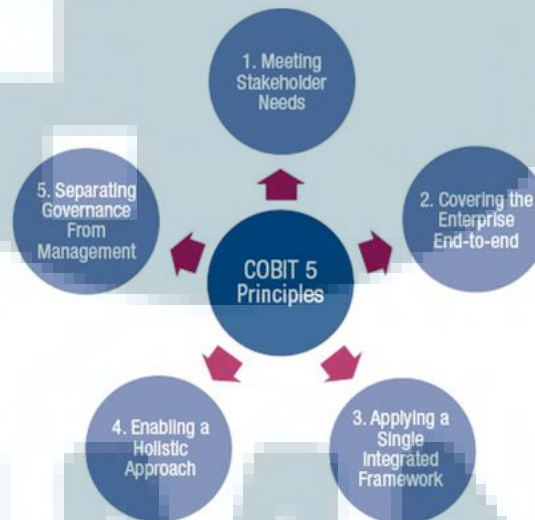 1. Meeting
Stakeholder
Needs
2. Covering the
Enterprise
End-to-end
3. Applying a
Single
Integrated
Framework
4. Enabling a
Holistic
Approach
5. Separating
Governance
From
Management
COBIT 5
Principles